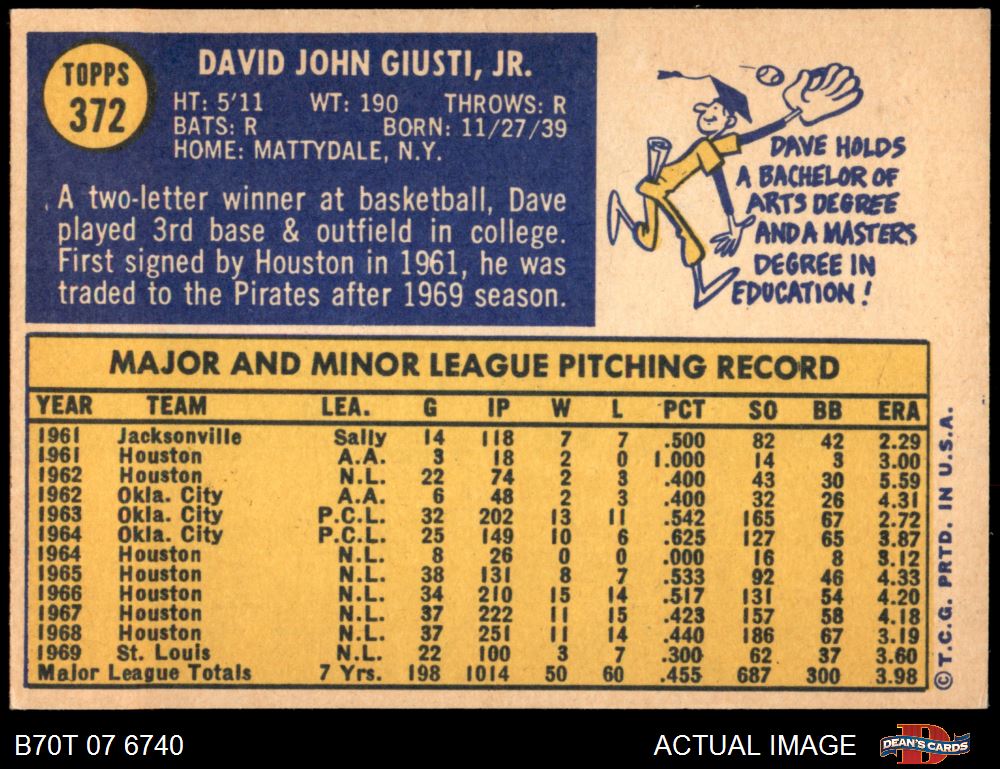 TOPPS
372
DAVID JOHN GIUSTI, JR.
HT: 5'11 WT: 190 THROWS: R
BATS: R BORN: 11/27/39
HOME: MATTYDALE, N.Y.
A two-letter winner at basketball, Dave
played 3rd base & outfield in college.
First signed by Houston in 1961, he was
traded to the Pirates after 1969 season.
DAVE HOLDS
A BACHELOR OF
ARTS DEGREE
AND A MASTERS
DEGREE IN
EDUCATION!
MAJOR AND MINOR LEAGUE PITCHING RECORD
YEAR TEAM LEA. G IP W L PCT SO BB ERA
1961 Jacksonville Sally 14 118 7 7 .500 82 42 2.29
1961 Houston A.A. 3 18 2 0 1.000 14 3 3.00
1962 Houston N.L. 22 74 2 3 .400 43 30 5.59
1962 Okla. City A.A. 6 48 2 3 .400 32 26 4.31
1963 Okla. City P.C.L. 32 202 13 11 .542 165 67 2.72
1964 Okla. City P.C.L. 25 149 10 6 .625 127 65 3.87
1964 Houston N.L. 8 26 0 0 .000 16 8 3.12
1965 Houston N.L. 38 131 8 7 .533 92 46 4.33
1966 Houston N.L. 34 210 15 14 .517 131 54 4.20
1967 Houston N.L. 37 222 11 15 .423 157 58 4.18
1968 Houston N.L. 37 251 11 14 .440 186 67 3.19
1969 St. Louis N.L. 22 100 3 7 .300 62 37 3.60
Major League Totals 7 Yrs. 198 1014 50 60 .455 687 300 3.98
© T.C.G. PRTD. IN U.S.A.
B70T 07 6740
ACTUAL IMAGE
D
DEAN'S CARDS